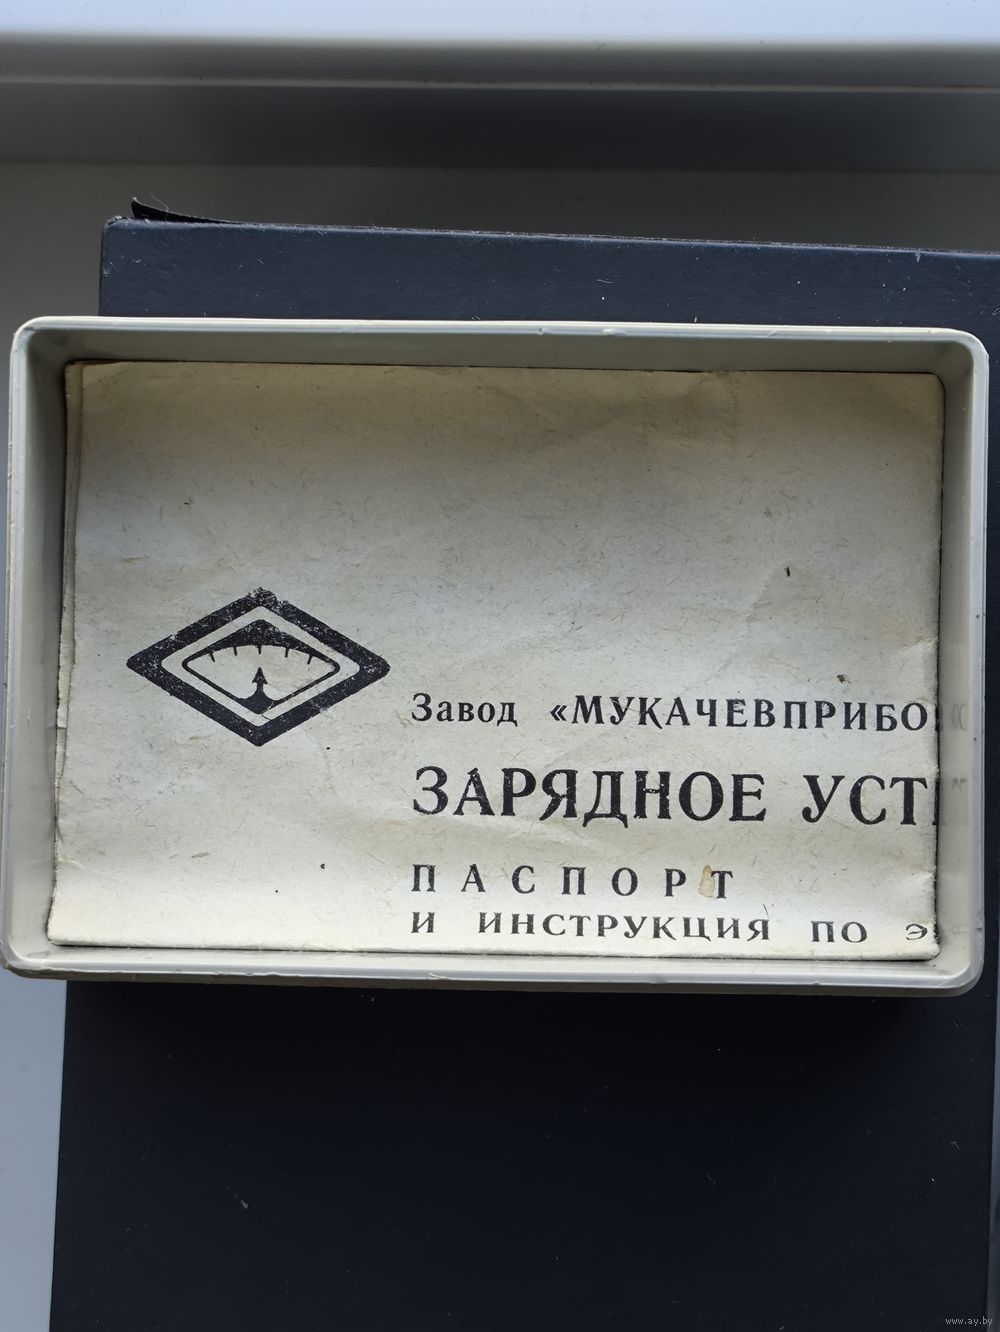 Завод «МУКАЧЕВПРИБО
ЗАРЯДНОЕ УСТ
ПАСПОРТ
И ИНСТРУКЦИЯ ПО Э
www.ay.by